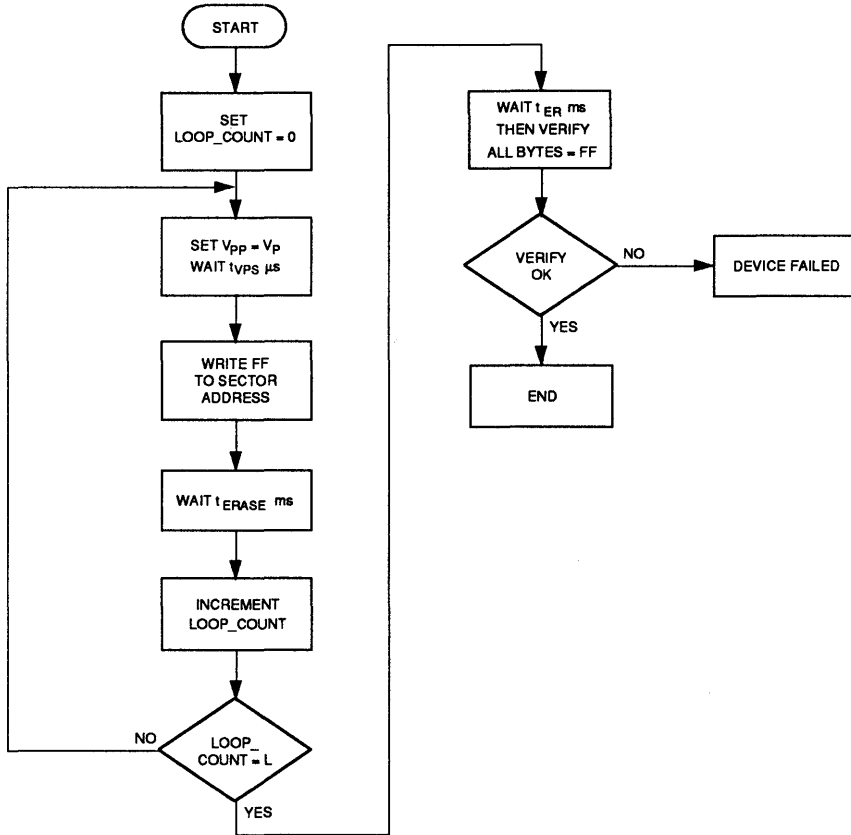 START
SET
LOOP_COUNT = 0
SET VPP = VP
WAIT tVPS µs
WRITE FF
TO SECTOR
ADDRESS
WAIT tERASE ms
INCREMENT
LOOP_COUNT
LOOP_
COUNT = L
NO
YES
WAIT tER ms
THEN VERIFY
ALL BYTES = FF
VERIFY
OK
NO
DEVICE FAILED
YES
END